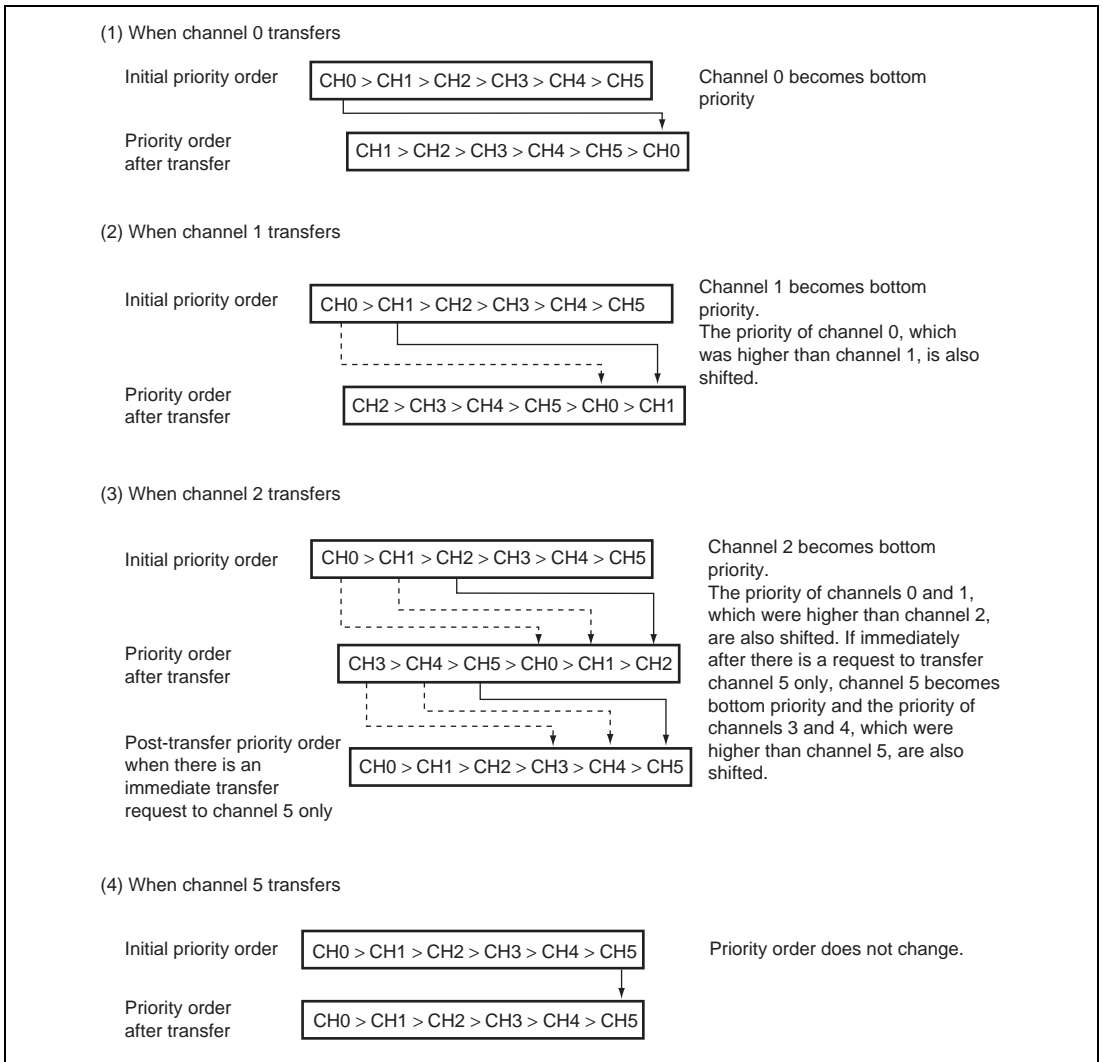 (1) When channel 0 transfers
Initial priority order
CH0 > CH1 > CH2 > CH3 > CH4 > CH5
Channel 0 becomes bottom
priority
Priority order
after transfer
CH1 > CH2 > CH3 > CH4 > CH5 > CH0
(2) When channel 1 transfers
Initial priority order
CH0 > CH1 > CH2 > CH3 > CH4 > CH5
Channel 1 becomes bottom
priority.
The priority of channel 0, which
was higher than channel 1, is also
shifted.
Priority order
after transfer
CH2 > CH3 > CH4 > CH5 > CH0 > CH1
(3) When channel 2 transfers
Initial priority order
CH0 > CH1 > CH2 > CH3 > CH4 > CH5
Channel 2 becomes bottom
priority.
The priority of channels 0 and 1,
which were higher than channel 2,
are also shifted. If immediately
after there is a request to transfer
channel 5 only, channel 5 becomes
bottom priority and the priority of
channels 3 and 4, which were
higher than channel 5, are also
shifted.
Priority order
after transfer
CH3 > CH4 > CH5 > CH0 > CH1 > CH2
Post-transfer priority order
when there is an
immediate transfer
request to channel 5 only
CH0 > CH1 > CH2 > CH3 > CH4 > CH5
(4) When channel 5 transfers
Initial priority order
CH0 > CH1 > CH2 > CH3 > CH4 > CH5
Priority order does not change.
Priority order
after transfer
CH0 > CH1 > CH2 > CH3 > CH4 > CH5